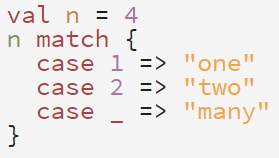 val n = 4
n match {
  case 1 => "one"
  case 2 => "two"
  case _ => "many"
}